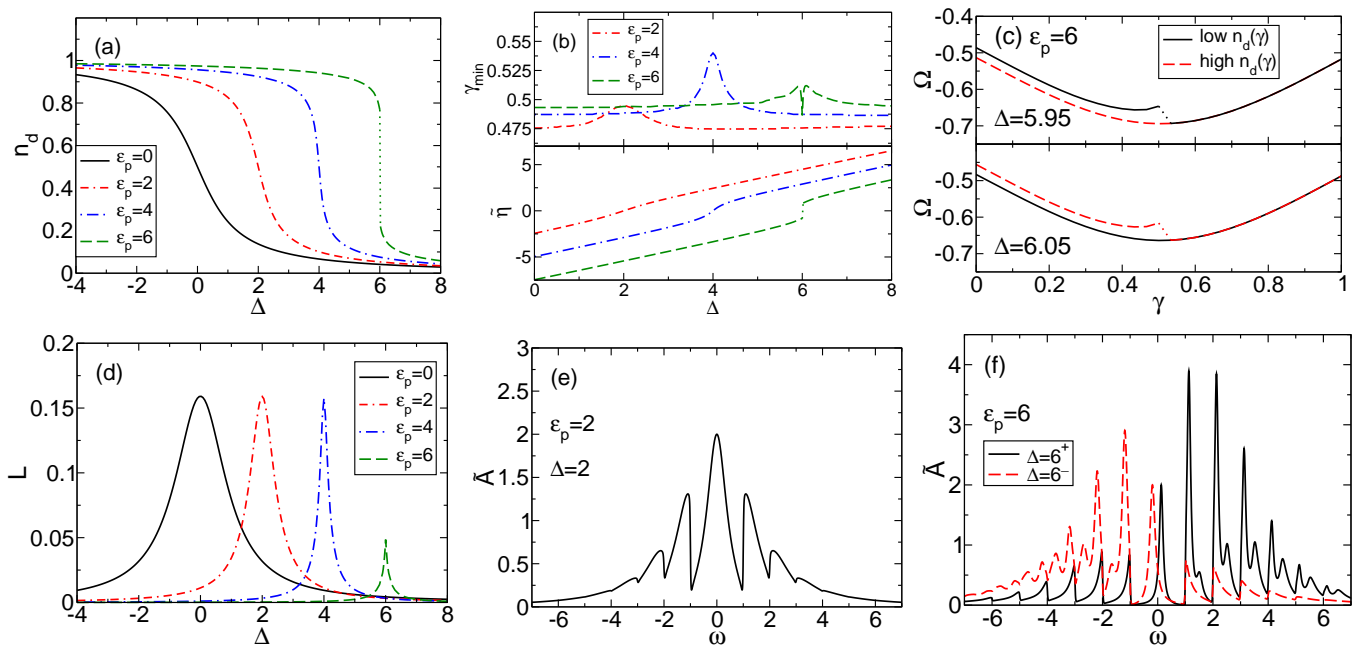 (a)
n_d
1
0.8
0.6
0.4
0.2
0
ε_p=0
ε_p=2
ε_p=4
ε_p=6
-4 -2 0 2 4 6 8
Δ
(b)
γ_min
0.55
0.525
0.5
0.475
ε_p=2
ε_p=4
ε_p=6
η̃
5
0
-5
0 2 4 6 8
Δ
(c) ε_p=6
low n_d(γ)
high n_d(γ)
Ω
-0.4
-0.5
-0.6
-0.7
Δ=5.95
Ω
-0.5
-0.6
-0.7
Δ=6.05
0 0.2 0.4 0.6 0.8 1
γ
(d)
L
0.2
0.15
0.1
0.05
0
ε_p=0
ε_p=2
ε_p=4
ε_p=6
-4 -2 0 2 4 6 8
Δ
(e)
Ã
3
2.5
2
1.5
1
0.5
0
ε_p=2
Δ=2
-6 -4 -2 0 2 4 6
ω
(f)
Ã
4
3
2
1
0
ε_p=6
Δ=6⁺
Δ=6⁻
-6 -4 -2 0 2 4 6
ω